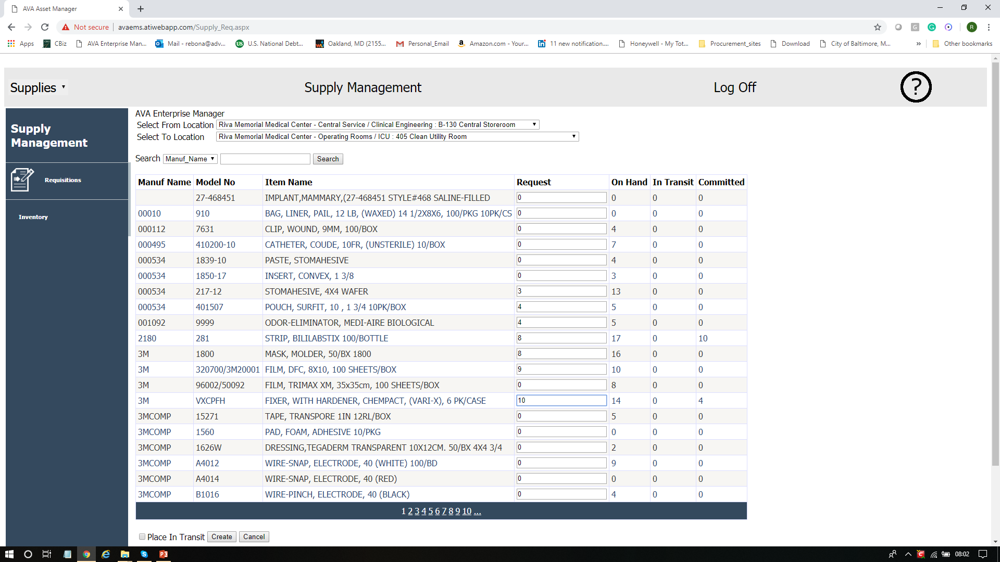 AVA Asset Manager
Not secure avaems.atiwebapp.com/Supply_Req.aspx
R
Apps CBiz AVA Enterprise Man... Mail - rebona@adv... U.S. National Debt... Oakland, MD (2155... Personal_Email Amazon.com - Your... 11 new notification.... Honeywell - My Tot... Procurement_sites Download City of Baltimore, M... » Other bookmarks
Supplies Supply Management Log Off ?
Supply
Management
Requisitions
Inventory
AVA Enterprise Manager
Select From Location Riva Memorial Medical Center - Central Service / Clinical Engineering : B-130 Central Storeroom
Select To Location Riva Memorial Medical Center - Operating Rooms / ICU : 405 Clean Utility Room
Search Manuf_Name Search
Manuf Name Model No Item Name Request On Hand In Transit Committed
27-468451 IMPLANT,MAMMARY,(27-468451 STYLE#468 SALINE-FILLED 0 0 0 0
00010 910 BAG, LINER, PAIL, 12 LB, (WAXED) 14 1/2X8X6, 100/PKG 10PK/CS 0 0 0 0
000112 7631 CLIP, WOUND, 9MM, 100/BOX 0 4 0 0
000495 410200-10 CATHETER, COUDE, 10FR, (UNSTERILE) 10/BOX 0 7 0 0
000534 1839-10 PASTE, STOMAHESIVE 0 4 0 0
000534 1850-17 INSERT, CONVEX, 1 3/8 0 3 0 0
000534 217-12 STOMAHESIVE, 4X4 WAFER 3 13 0 0
000534 401507 POUCH, SURFIT, 10 , 1 3/4 10PK/BOX 4 5 0 0
001092 9999 ODOR-ELIMINATOR, MEDI-AIRE BIOLOGICAL 4 5 0 0
2180 281 STRIP, BILILABSTIX 100/BOTTLE 8 17 0 10
3M 1800 MASK, MOLDER, 50/BX 1800 8 16 0 0
3M 320700/3M20001 FILM, DFC, 8X10, 100 SHEETS/BOX 9 10 0 0
3M 96002/50092 FILM, TRIMAX XM, 35x35cm, 100 SHEETS/BOX 0 8 0 0
3M VXCPFH FIXER, WITH HARDENER, CHEMPACT, (VARI-X), 6 PK/CASE 10 14 0 4
3MCOMP 15271 TAPE, TRANSPORE 1IN 12RL/BOX 0 5 0 0
3MCOMP 1560 PAD, FOAM, ADHESIVE 10/PKG 0 0 0 0
3MCOMP 1626W DRESSING,TEGADERM TRANSPARENT 10X12CM. 50/BX 4X4 3/4 0 2 0 0
3MCOMP A4012 WIRE-SNAP, ELECTRODE, 40 (WHITE) 100/BD 0 9 0 0
3MCOMP A4014 WIRE-SNAP, ELECTRODE, 40 (RED) 0 0 0 0
3MCOMP B1016 WIRE-PINCH, ELECTRODE, 40 (BLACK) 0 4 0 0
1 2 3 4 5 6 7 8 9 10 ...
Place In Transit Create Cancel
08:02